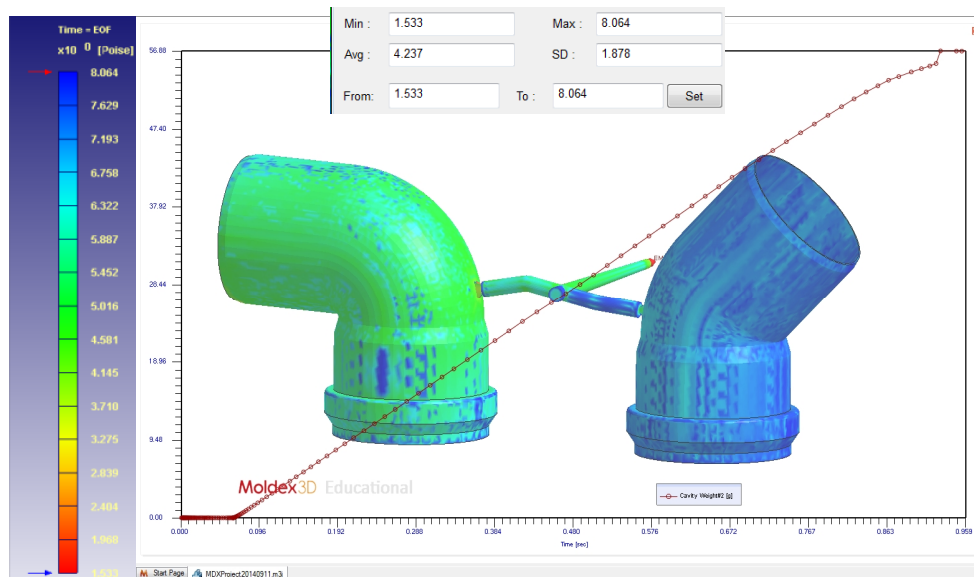 Min : 1.533 Max : 8.064
Avg : 4.237 SD : 1.878
From: 1.533 To : 8.064 Set
Time = EOF
x10 0 [Poise]
8.064
7.629
7.193
6.758
6.322
5.887
5.452
5.016
4.581
4.145
3.710
3.275
2.839
2.404
1.968
1.533
56.88
47.40
37.92
28.44
18.96
9.48
0.00
Moldex3D Educational
Cavity Weight#2 [g]
0.000 0.096 0.192 0.288 0.384 0.480 0.576 0.672 0.767 0.863 0.959
Time [sec]
Start Page MDXProject20140911.m3j